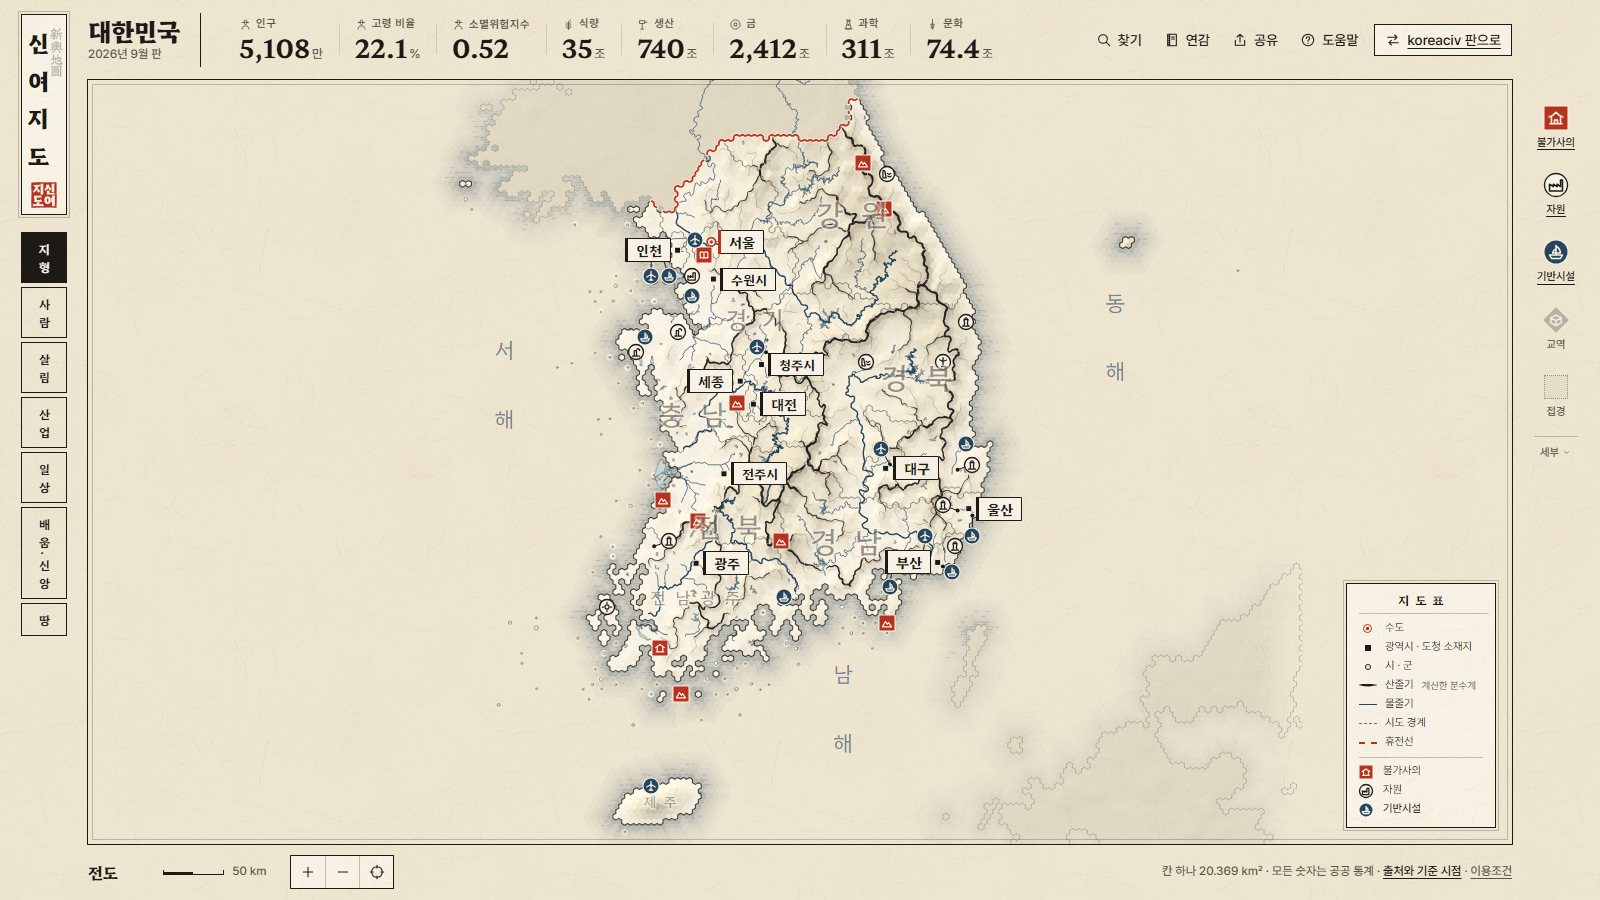 신여지도
新輿地圖
지신
도여
대한민국
2026년 9월 판
인구
5,108만
고령 비율
22.1%
소멸위험지수
0.52
식량
35조
생산
740조
금
2,412조
과학
311조
문화
74.4조
찾기
연감
공유
도움말
koreaciv 판으로
지형
사람
살림
산업
일상
배움·신앙
땅
불가사의
자원
기반시설
교역
접경
세부
강원
인천
서울
수원시
경기
청주시
세종
대전
경북
충남
전주시
대구
울산
전북
경남
광주
부산
전남광주
제주
서해
동해
남해
지도표
수도
광역시·도청 소재지
시·군
산줄기 계산한 분수계
물줄기
시도 경계
휴전선
불가사의
자원
기반시설
전도
50 km
칸 하나 20.369 km² · 모든 숫자는 공공 통계 · 출처와 기준 시점 · 이용조건